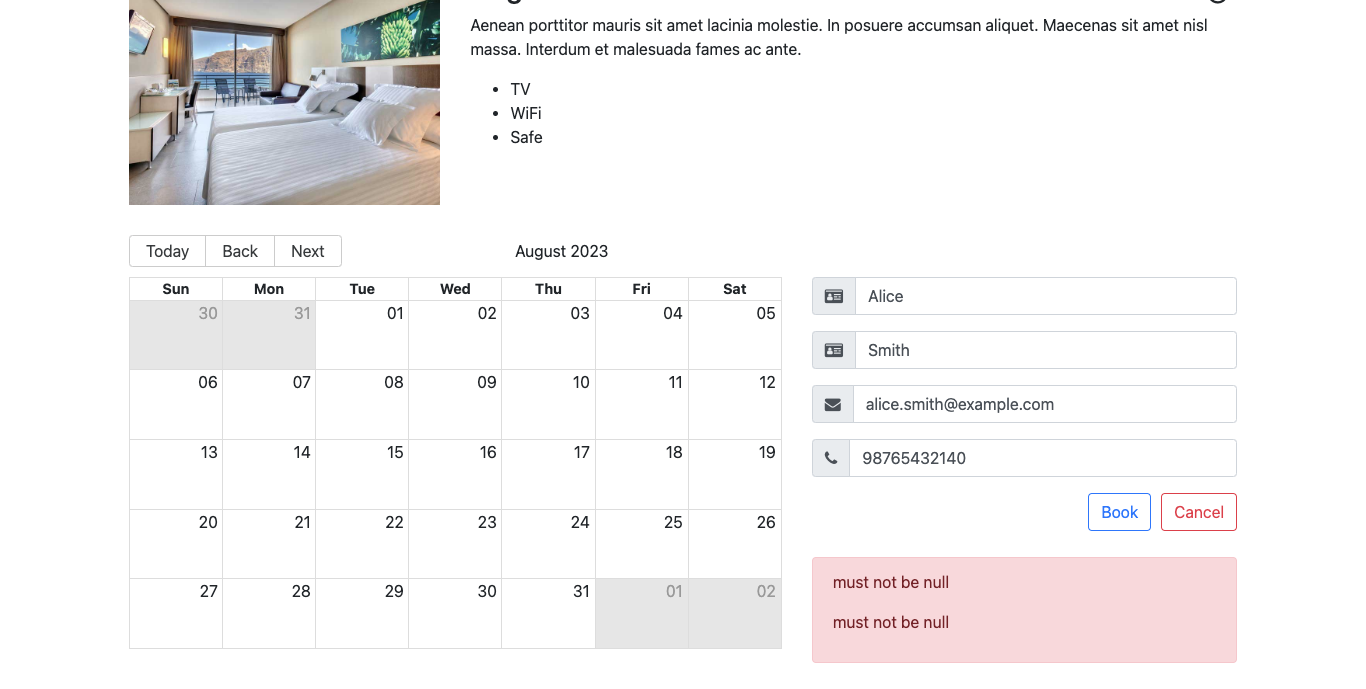 Aenean porttitor mauris sit amet lacinia molestie. In posuere accumsan aliquet. Maecenas sit amet nisl
massa. Interdum et malesuada fames ac ante.
TV
WiFi
Safe
Today Back Next August 2023
Sun Mon Tue Wed Thu Fri Sat
30 31 01 02 03 04 05
06 07 08 09 10 11 12
13 14 15 16 17 18 19
20 21 22 23 24 25 26
27 28 29 30 31 01 02
Alice
Smith
alice.smith@example.com
98765432140
Book Cancel
must not be null
must not be null